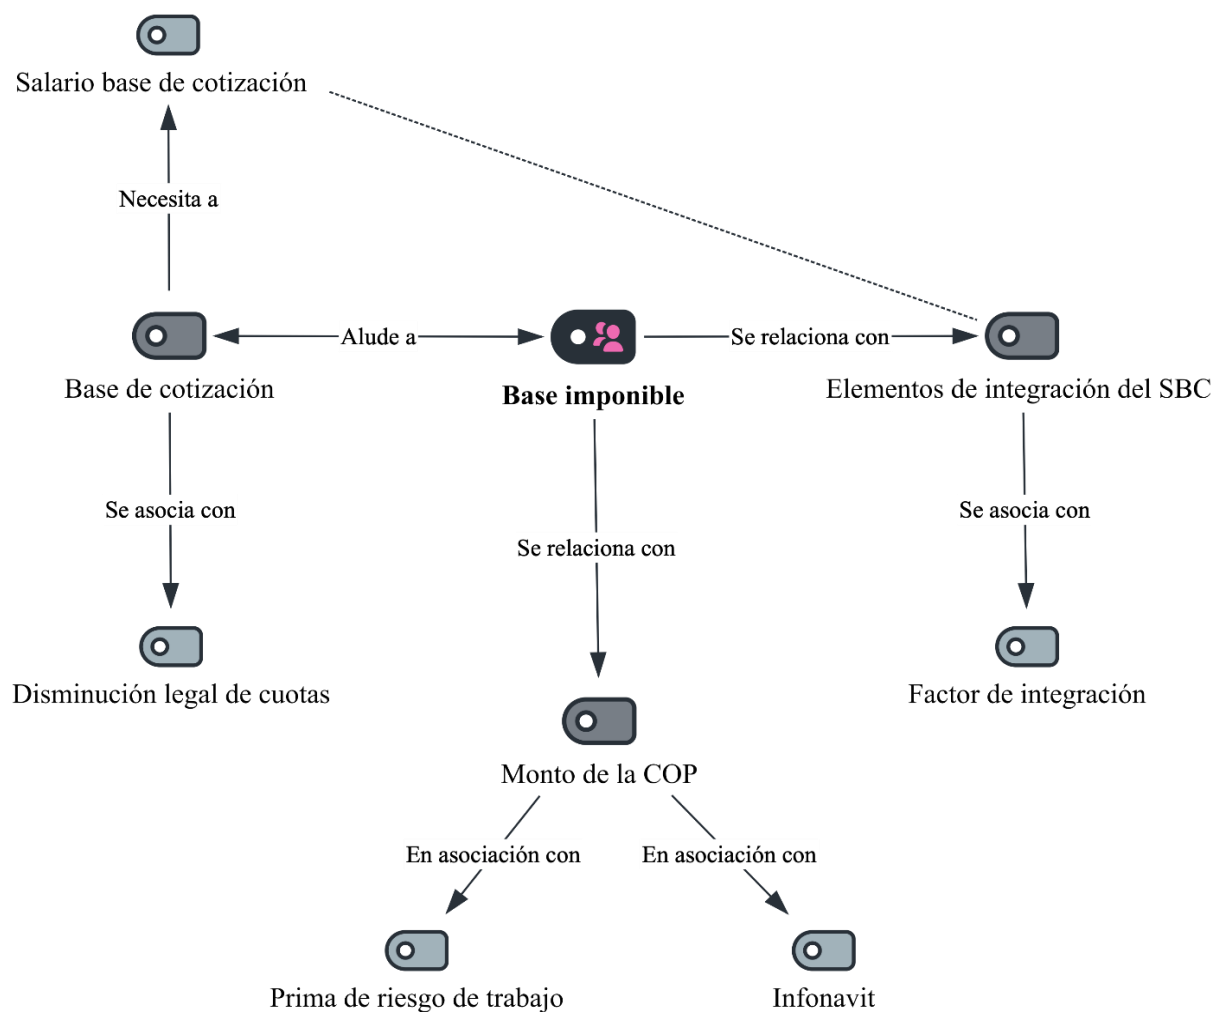 Salario base de cotización
Necesita a
Alude a
Se relaciona con
Base de cotización
Base imponible
Elementos de integración del SBC
Se asocia con
Se relaciona con
Se asocia con
Disminución legal de cuotas
Factor de integración
Monto de la COP
En asociación con
En asociación con
Prima de riesgo de trabajo
Infonavit